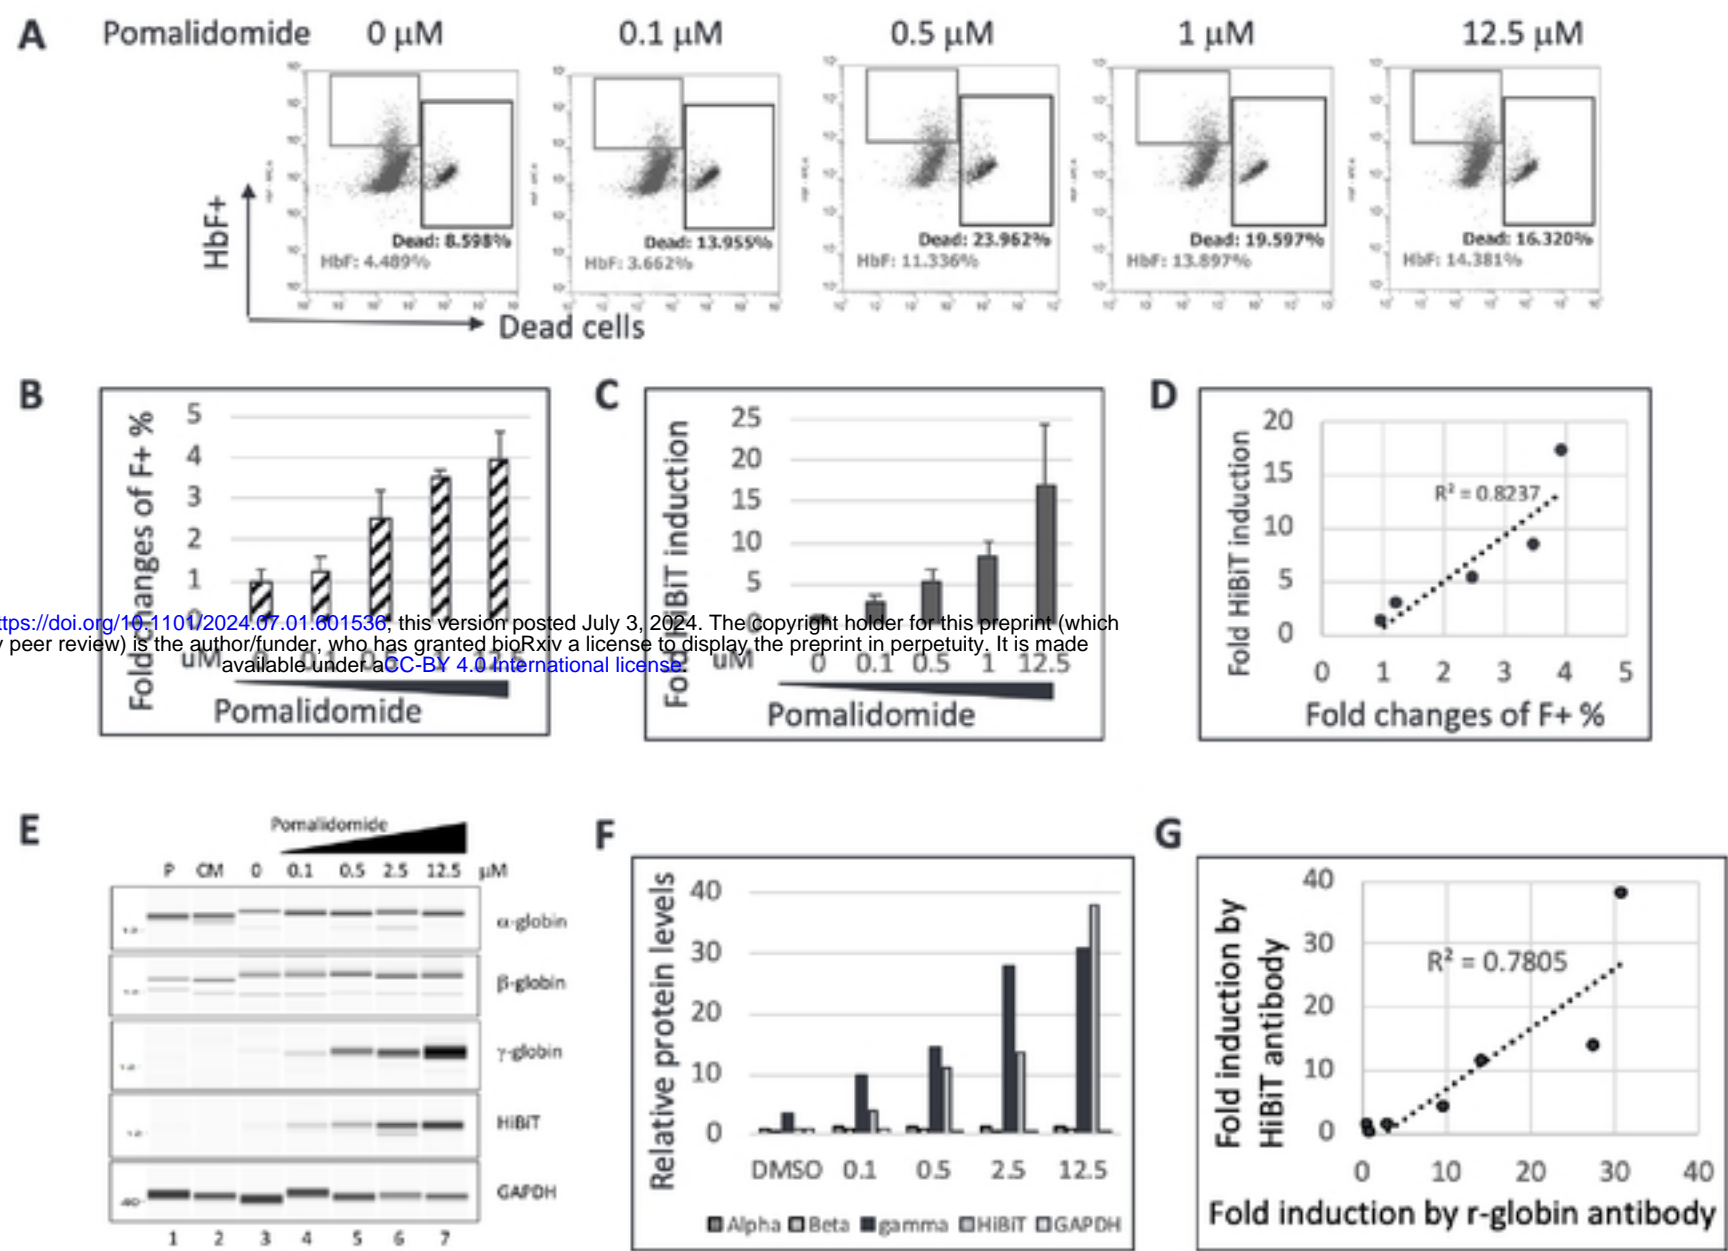 A Pomalidomide 0 μM 0.1 μM 0.5 μM 1 μM 12.5 μM
HbF+
Dead: 8.598%
HbF: 4.489%
Dead: 13.955%
HbF: 3.662%
Dead: 23.962%
HbF: 11.336%
Dead: 19.597%
HbF: 13.897%
Dead: 16.320%
HbF: 14.381%
Dead cells
B
Fold changes of F+ %
5
4
3
2
1
uM
Pomalidomide
C
Fold HiBiT induction
25
20
15
10
5
0
uM 0 0.1 0.5 1 12.5
Pomalidomide
D
Fold HiBiT induction
20
15
10
5
0
R² = 0.8237
0 1 2 3 4 5
Fold changes of F+ %
ttps://doi.org/10.1101/2024.07.01.601536; this version posted July 3, 2024. The copyright holder for this preprint (which
y peer review) is the author/funder, who has granted bioRxiv a license to display the preprint in perpetuity. It is made
available under aCC-BY 4.0 International license.
E
Pomalidomide
P CM 0 0.1 0.5 2.5 12.5 μM
α-globin
β-globin
γ-globin
HiBiT
GAPDH
1 2 3 4 5 6 7
F
Relative protein levels
40
30
20
10
0
DMSO 0.1 0.5 2.5 12.5
Alpha Beta gamma HiBiT GAPDH
G
Fold induction by
HiBiT antibody
40
30
20
10
0
R² = 0.7805
0 10 20 30 40
Fold induction by r-globin antibody